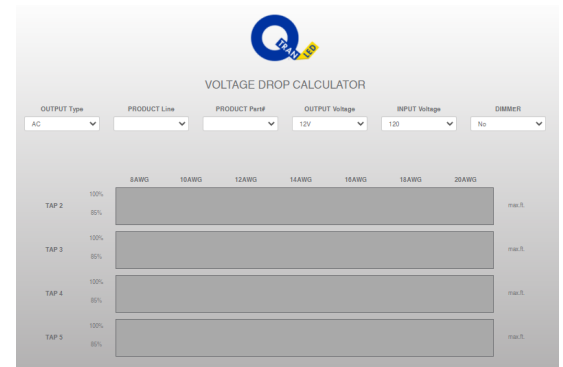 Q
TRAN LED
VOLTAGE DROP CALCULATOR
OUTPUT Type PRODUCT Line PRODUCT Part# OUTPUT Voltage INPUT Voltage DIMMER
AC 12V 120 No
8AWG 10AWG 12AWG 14AWG 16AWG 18AWG 20AWG
100%
TAP 2 max.ft.
85%
100%
TAP 3 max.ft.
85%
100%
TAP 4 max.ft.
85%
100%
TAP 5 max.ft.
85%